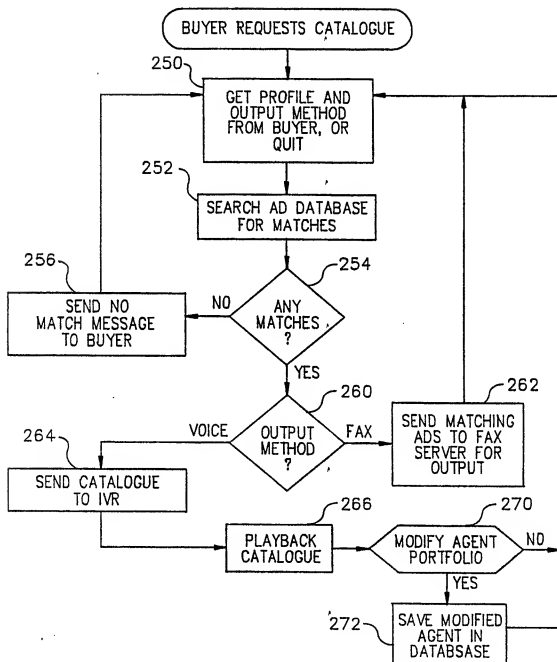 BUYER REQUESTS CATALOGUE
250
GET PROFILE AND
OUTPUT METHOD
FROM BUYER, OR
QUIT
252
SEARCH AD DATABASE
FOR MATCHES
254
256
ANY
MATCHES
?
NO
SEND NO
MATCH MESSAGE
TO BUYER
YES
260
262
OUTPUT
METHOD
?
VOICE
FAX
SEND MATCHING
ADS TO FAX
SERVER FOR
OUTPUT
264
SEND CATALOGUE
TO IVR
266
PLAYBACK
CATALOGUE
270
MODIFY AGENT
PORTFOLIO
NO
YES
272
SAVE MODIFIED
AGENT IN
DATABSASE